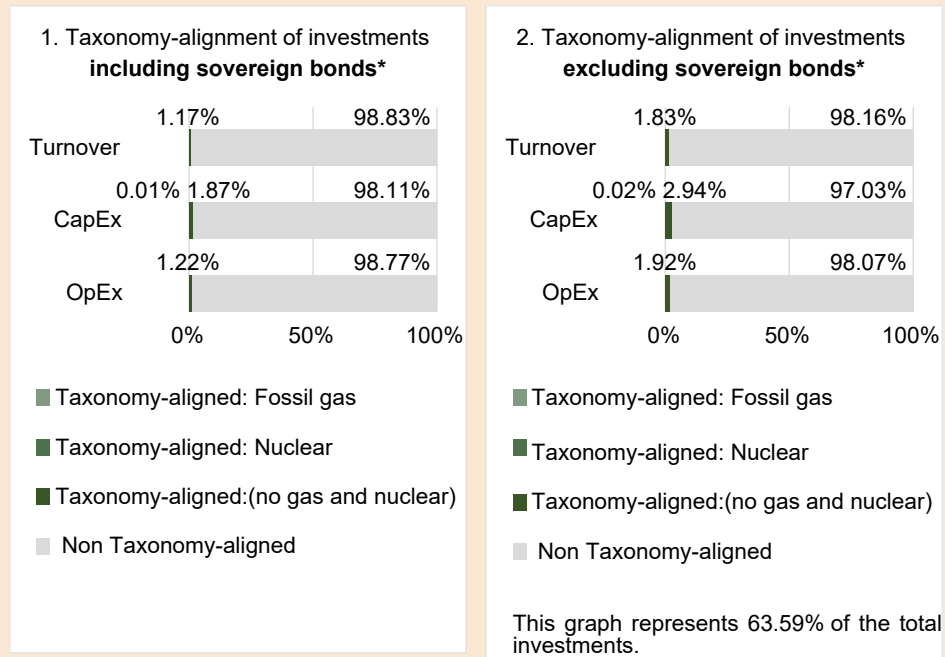 1. Taxonomy-alignment of investments
including sovereign bonds*
1.17% 98.83%
Turnover
0.01% 1.87% 98.11%
CapEx
1.22% 98.77%
OpEx
0% 50% 100%
Taxonomy-aligned: Fossil gas
Taxonomy-aligned: Nuclear
Taxonomy-aligned:(no gas and nuclear)
Non Taxonomy-aligned
2. Taxonomy-alignment of investments
excluding sovereign bonds*
1.83% 98.16%
Turnover
0.02% 2.94% 97.03%
CapEx
1.92% 98.07%
OpEx
0% 50% 100%
Taxonomy-aligned: Fossil gas
Taxonomy-aligned: Nuclear
Taxonomy-aligned:(no gas and nuclear)
Non Taxonomy-aligned
This graph represents 63.59% of the total
investments.